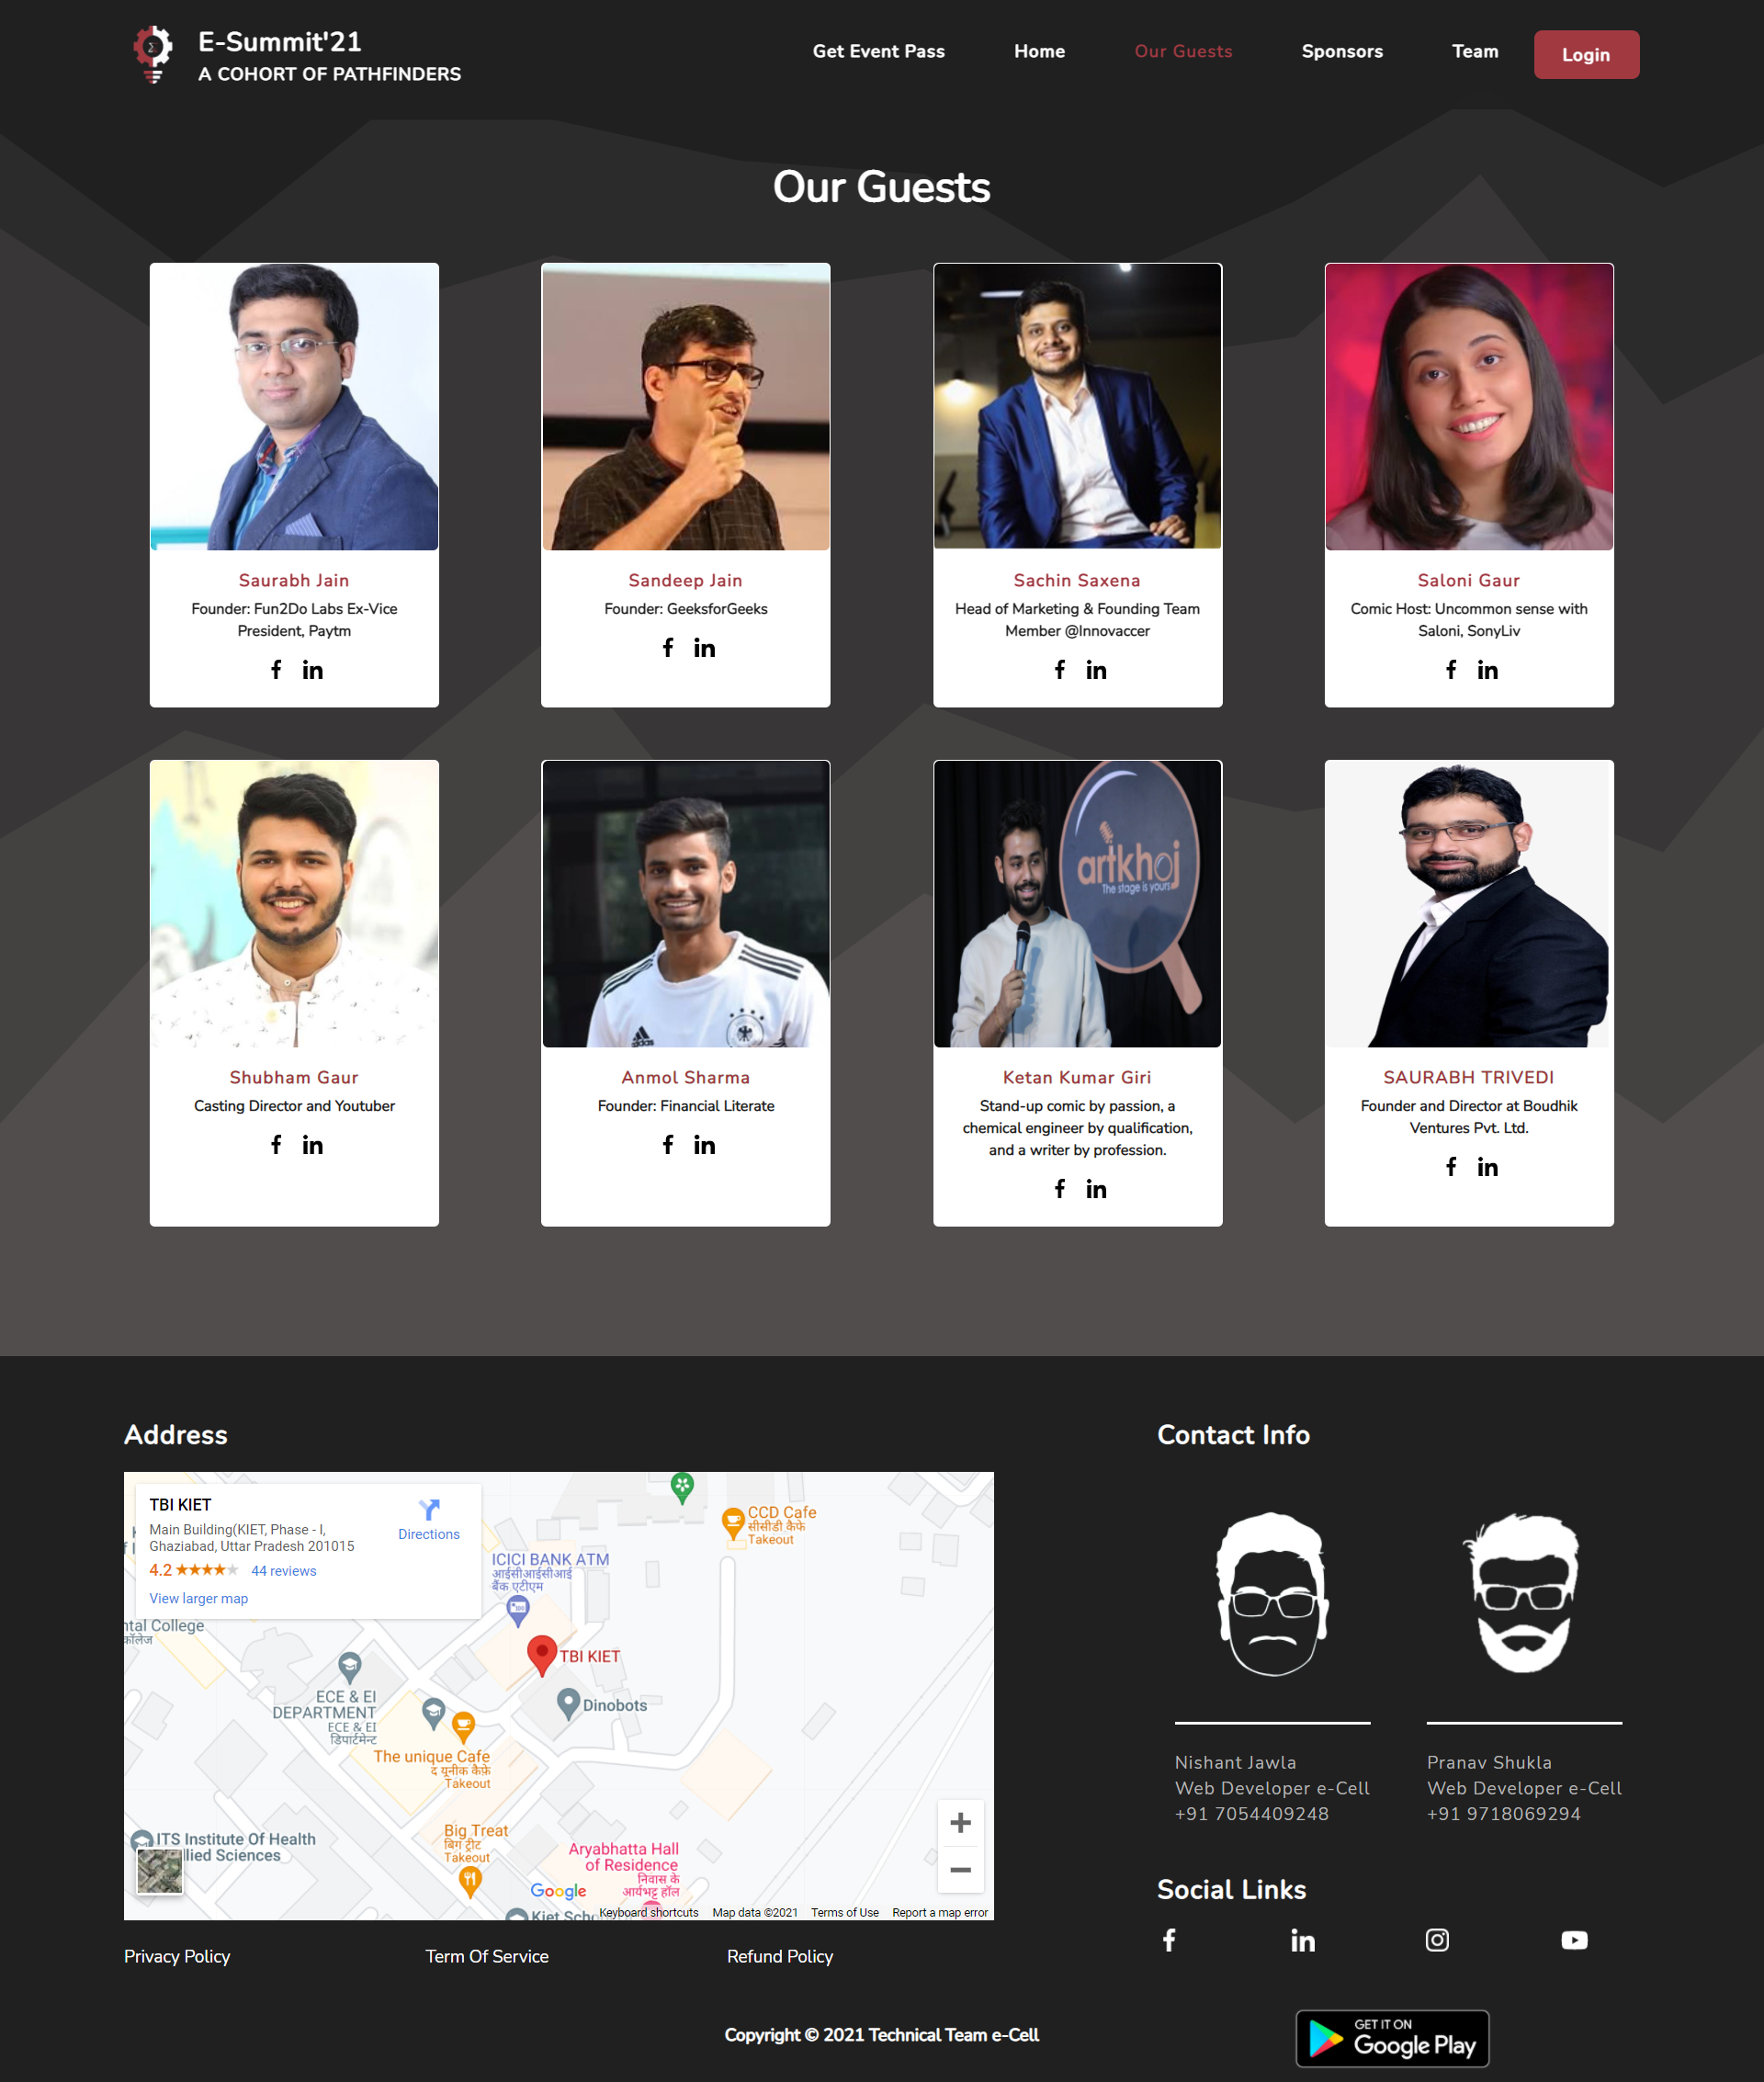 E-Summit'21
A COHORT OF PATHFINDERS
Get Event Pass
Home
Our Guests
Sponsors
Team
Login
Our Guests
Saurabh Jain
Founder: Fun2Do Labs Ex-Vice
President, Paytm
Sandeep Jain
Founder: GeeksforGeeks
Sachin Saxena
Head of Marketing & Founding Team
Member @Innovaccer
Saloni Gaur
Comic Host: Uncommon sense with
Saloni, SonyLiv
adidas
artkhoj
The stage is yours
Shubham Gaur
Casting Director and Youtuber
Anmol Sharma
Founder: Financial Literate
Ketan Kumar Giri
Stand-up comic by passion, a
chemical engineer by qualification,
and a writer by profession.
SAURABH TRIVEDI
Founder and Director at Boudhik
Ventures Pvt. Ltd.
Address
TBI KIET
Main Building(KIET, Phase - I,
Ghaziabad, Uttar Pradesh 201015
4.2
44 reviews
View larger map
Directions
CCD Cafe
सीसीडी कैफे
Takeout
ICICI BANK ATM
आईसीआईसीआई
बैंक एटीएम
ntal College
कॉलेज
TBI KIET
Dinobots
ECE & EI
DEPARTMENT
ECE & EI
डिपार्टमेन्ट
The unique Cafe
द यूनीक कैफ़े
Takeout
Big Treat
बिग ट्रीट
Takeout
ITS Institute Of Health
llied Sciences
Aryabhatta Hall
of Residence
निवास के
आर्यभट्ट हॉल
Google
Kiet Scho
Keyboard shortcuts
Map data ©2021
Terms of Use
Report a map error
Privacy Policy
Term Of Service
Refund Policy
Contact Info
Nishant Jawla
Web Developer e-Cell
+91 7054409248
Pranav Shukla
Web Developer e-Cell
+91 9718069294
Social Links
Copyright © 2021 Technical Team e-Cell
GET IT ON
Google Play